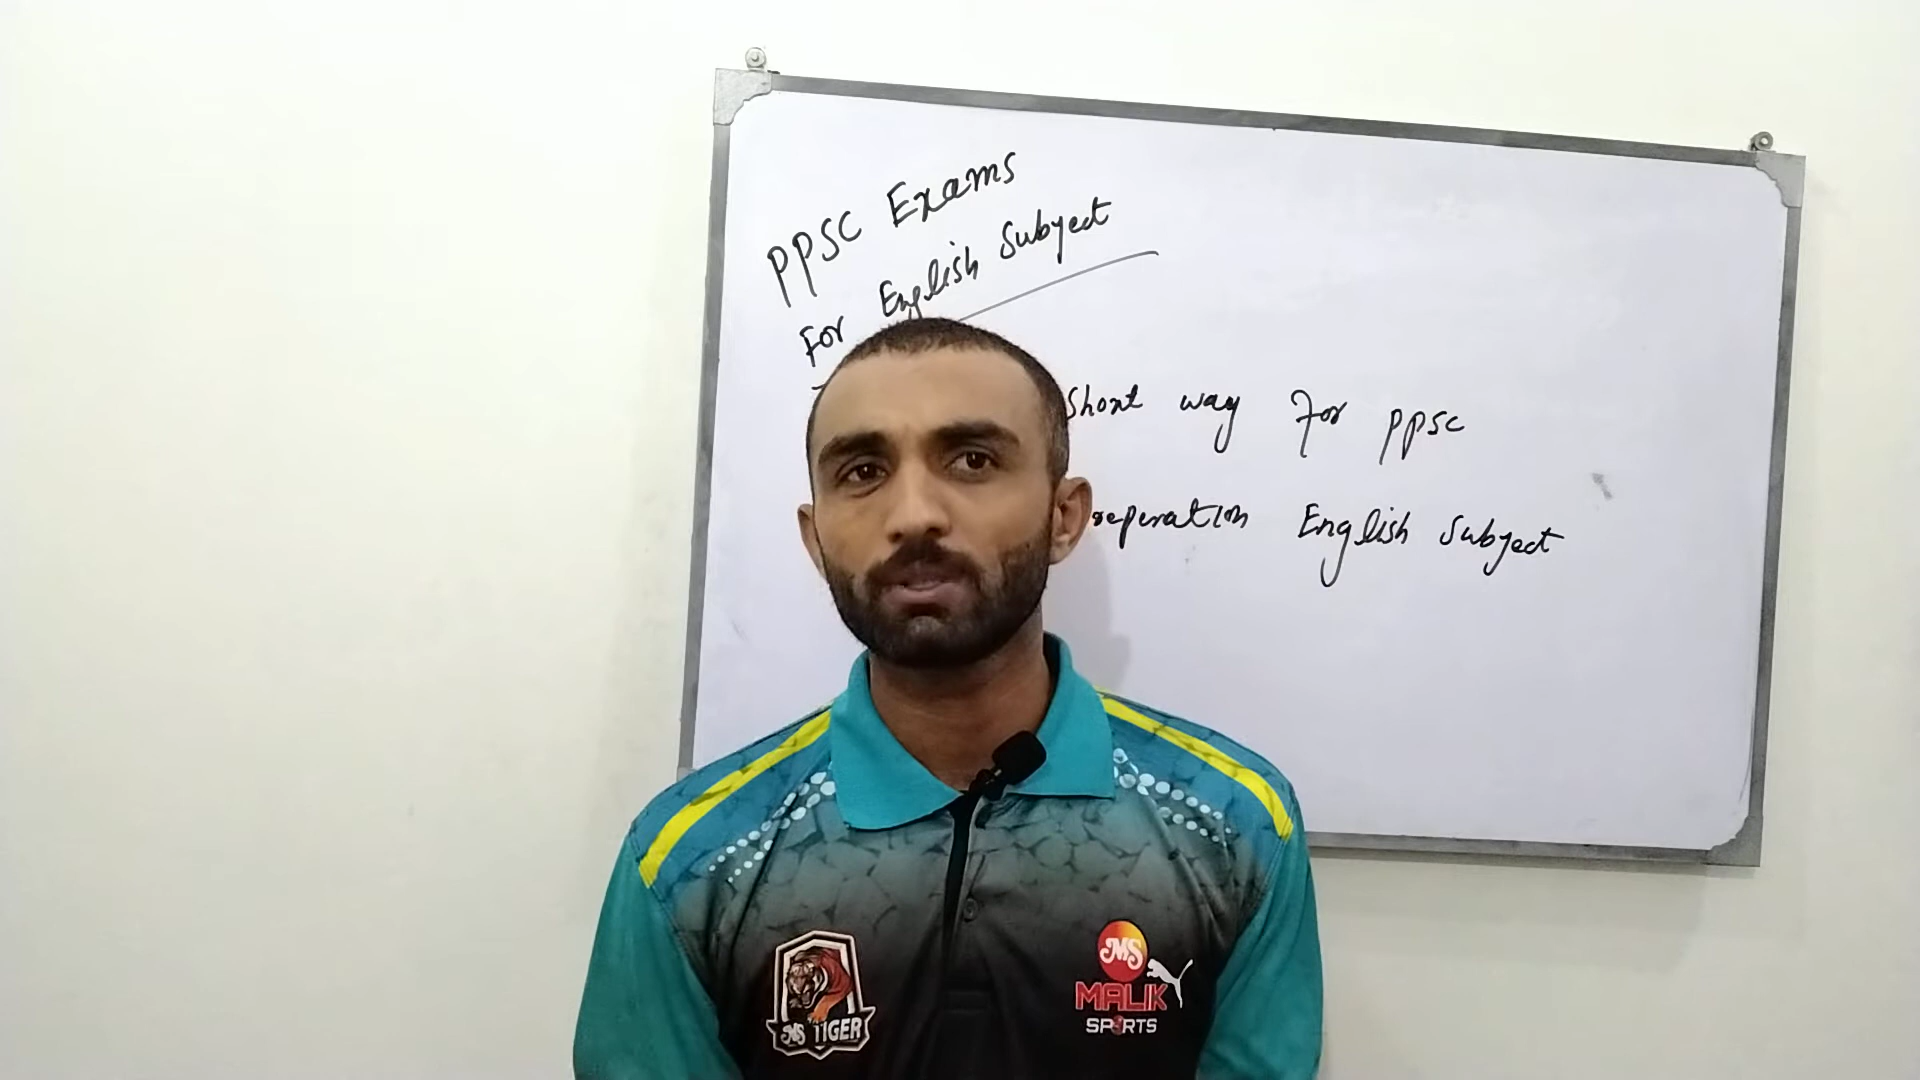 PPSC Exams
For English Subject
Short way For PPSC
reperation English Subject
MS TIGER
MS
MALIK
SPORTS